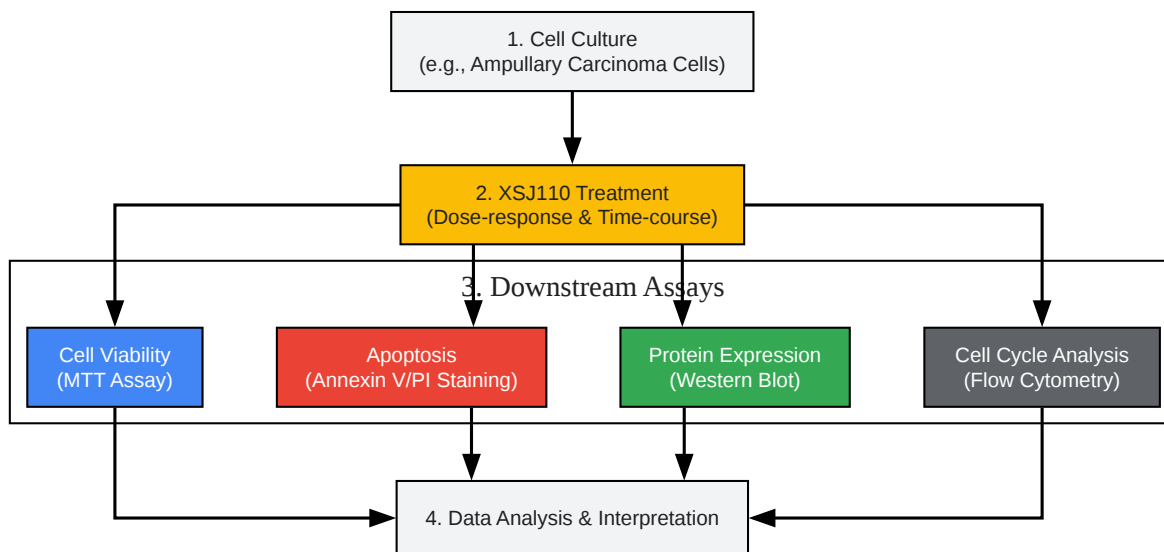 1. Cell Culture
(e.g., Ampullary Carcinoma Cells)
2. XSJ110 Treatment
(Dose-response & Time-course)
3. Downstream Assays
Cell Viability
(MTT Assay)
Apoptosis
(Annexin V/PI Staining)
Protein Expression
(Western Blot)
Cell Cycle Analysis
(Flow Cytometry)
4. Data Analysis & Interpretation